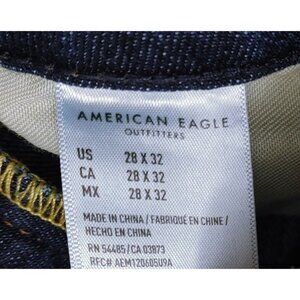 AMERICAN EAGLE
OUTFITTERS
US 28 X 32
CA 28 X 32
MX 28 X 32
MADE IN CHINA / FABRIQUÉ EN CHINE /
HECHO EN CHINA
RN 54485 / CA 03873
RFC# AEM120605U9A